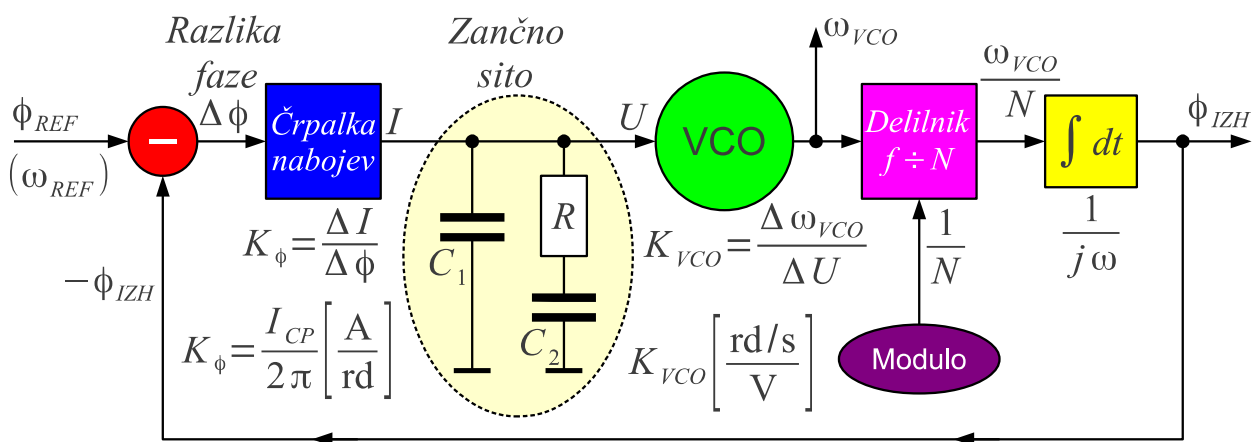 Razlika
faze
Δϕ
ϕ_REF
(ω_REF)
−
Črpalka
nabojev
I
K_ϕ = ΔI / Δϕ
K_ϕ = I_CP / 2π [A / rd]
−ϕ_IZH
Zančno
sito
C_1
R
C_2
U
VCO
ω_VCO
K_VCO = Δω_VCO / ΔU
K_VCO [rd/s / V]
Delilnik
f ÷ N
ω_VCO / N
1 / N
Modulo
∫ dt
1 / jω
ϕ_IZH